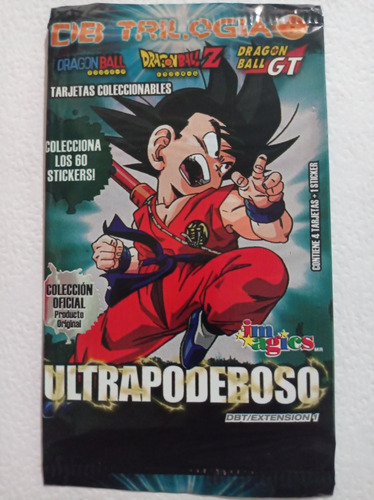 DB TRILOGIA
DRAGON BALL
DRAGON BALL Z
DRAGON BALL GT
TARJETAS COLECCIONABLES
COLECCIONA
LOS 60
STICKERS!
CONTIENE 4 TARJETAS + 1 STICKER
COLECCIÓN
OFICIAL
Producto
Original
imagics
MR
ULTRAPODEROSO
DBT/EXTENSION 1